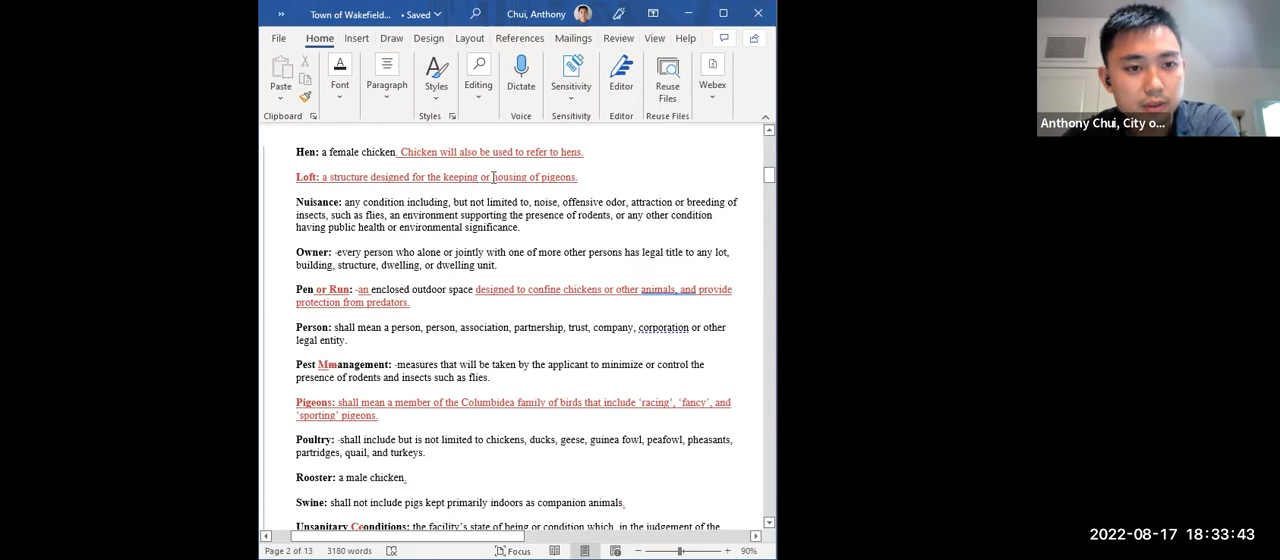 Town of Wakefield... • Saved
Chui, Anthony
File Home Insert Draw Design Layout References Mailings Review View Help
Paste Font Paragraph Styles Editing Dictate Sensitivity Editor Reuse Files Webex
Clipboard Styles Voice Sensitivity Editor Reuse Files Webex
Hen: a female chicken. Chicken will also be used to refer to hens.
Loft: a structure designed for the keeping or housing of pigeons.
Nuisance: any condition including, but not limited to, noise, offensive odor, attraction or breeding of
insects, such as flies, an environment supporting the presence of rodents, or any other condition
having public health or environmental significance.
Owner: -every person who alone or jointly with one of more other persons has legal title to any lot,
building, structure, dwelling, or dwelling unit.
Pen or Run: -an enclosed outdoor space designed to confine chickens or other animals, and provide
protection from predators.
Person: shall mean a person, person, association, partnership, trust, company, corporation or other
legal entity.
Pest Mmanagement: -measures that will be taken by the applicant to minimize or control the
presence of rodents and insects such as flies.
Pigeons: shall mean a member of the Columbidea family of birds that include ‘racing’, ‘fancy’, and
‘sporting’ pigeons.
Poultry: -shall include but is not limited to chickens, ducks, geese, guinea fowl, peafowl, pheasants,
partridges, quail, and turkeys.
Rooster: a male chicken.
Swine: shall not include pigs kept primarily indoors as companion animals.
Unsanitary Cconditions: the facility’s state of being or condition which, in the judgement of the
Page 2 of 13 3180 words Focus 90%
Anthony Chui, City o...
2022-08-17 18:33:43